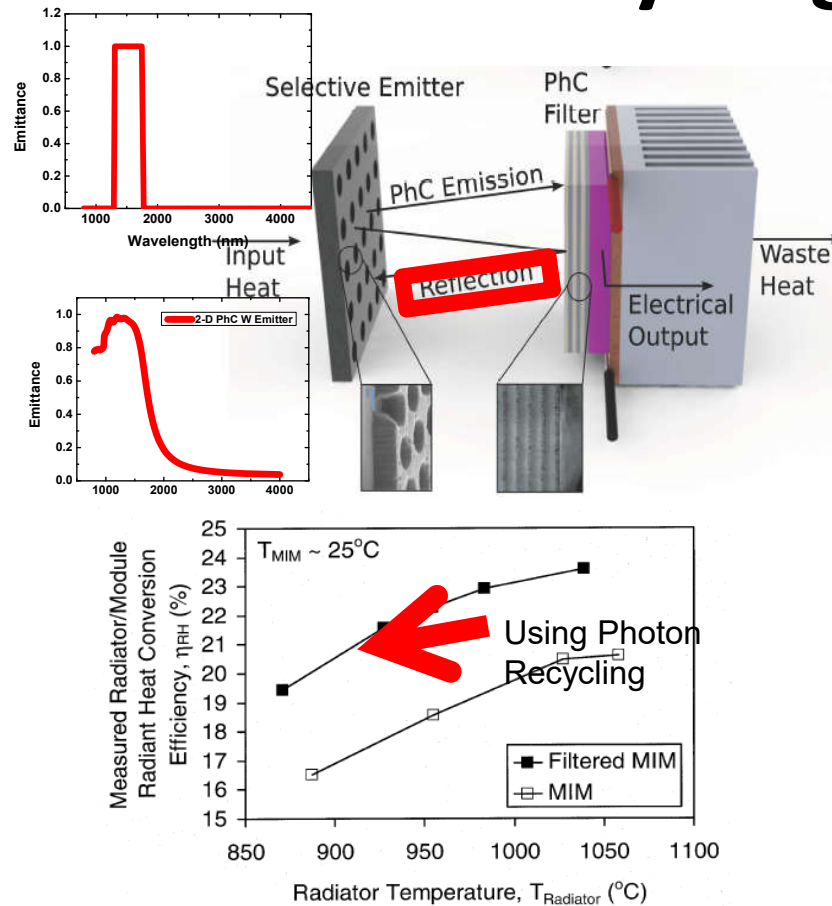 1.2
1.0
0.8
0.6
0.4
0.2
0.0
Emittance
1000 2000 3000 4000
Wavelength (nm)
Selective Emitter
PhC
Filter
PhC Emission
Reflection
Input
Heat
Electrical
Output
Waste
Heat
2-D PhC W Emitter
1.0
0.8
0.6
0.4
0.2
0.0
Emittance
1000 2000 3000 4000
Measured Radiator/Module
Radiant Heat Conversion
Efficiency, ηRH (%)
25
24
23
22
21
20
19
18
17
16
15
TMIM ~ 25°C
Using Photon
Recycling
Filtered MIM
MIM
850 900 950 1000 1050 1100
Radiator Temperature, TRadiator (°C)